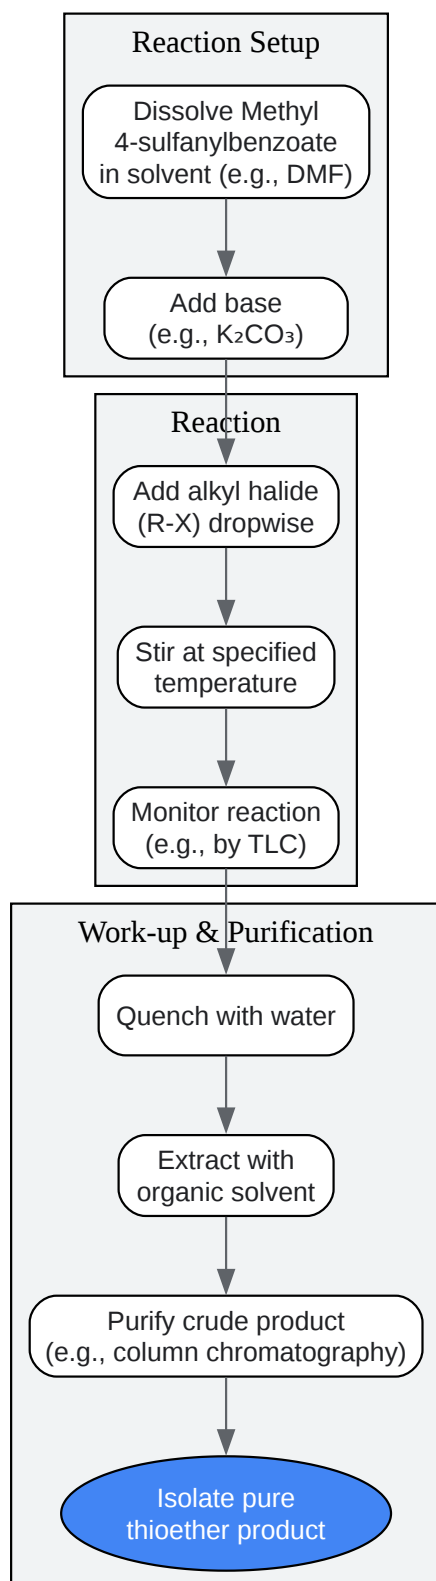 Reaction Setup
Dissolve Methyl
4-sulfanylbenzoate
in solvent (e.g., DMF)
Add base
(e.g., K₂CO₃)
Reaction
Add alkyl halide
(R-X) dropwise
Stir at specified
temperature
Monitor reaction
(e.g., by TLC)
Work-up & Purification
Quench with water
Extract with
organic solvent
Purify crude product
(e.g., column chromatography)
Isolate pure
thioether product